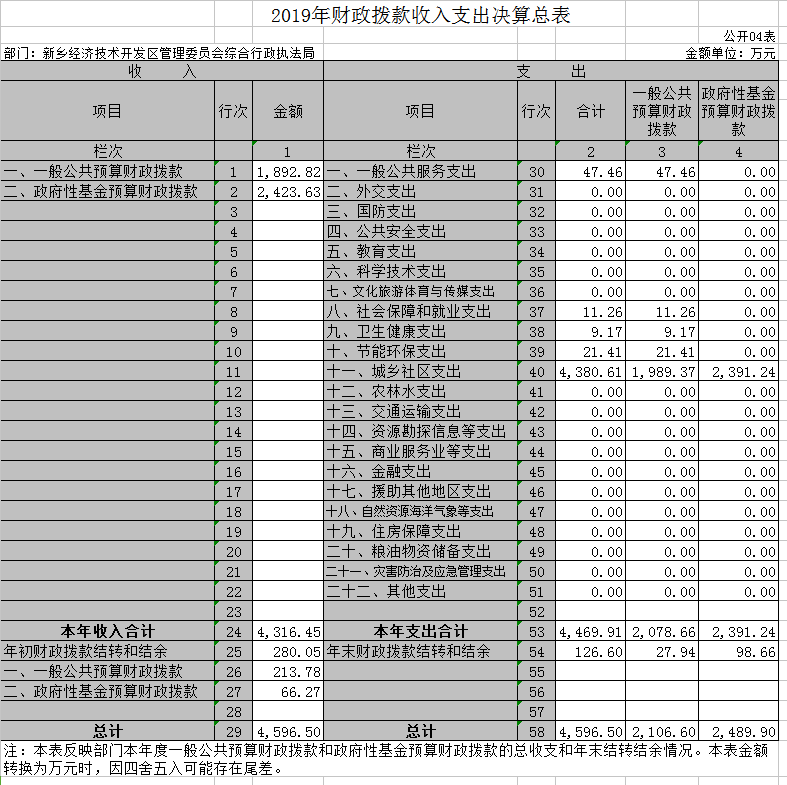 2019年财政拨款收入支出决算总表
公开04表
部门：新乡经济技术开发区管理委员会综合行政执法局 金额单位：万元
收 入 支 出
项目 行次 金额 项目 行次 合计 一般公共预算财政拨款 政府性基金预算财政拨款
栏次 1 栏次 2 3 4
一、一般公共预算财政拨款 1 1,892.82 一、一般公共服务支出 30 47.46 47.46 0.00
二、政府性基金预算财政拨款 2 2,423.63 二、外交支出 31 0.00 0.00 0.00
3 三、国防支出 32 0.00 0.00 0.00
4 四、公共安全支出 33 0.00 0.00 0.00
5 五、教育支出 34 0.00 0.00 0.00
6 六、科学技术支出 35 0.00 0.00 0.00
7 七、文化旅游体育与传媒支出 36 0.00 0.00 0.00
8 八、社会保障和就业支出 37 11.26 11.26 0.00
9 九、卫生健康支出 38 9.17 9.17 0.00
10 十、节能环保支出 39 21.41 21.41 0.00
11 十一、城乡社区支出 40 4,380.61 1,989.37 2,391.24
12 十二、农林水支出 41 0.00 0.00 0.00
13 十三、交通运输支出 42 0.00 0.00 0.00
14 十四、资源勘探信息等支出 43 0.00 0.00 0.00
15 十五、商业服务业等支出 44 0.00 0.00 0.00
16 十六、金融支出 45 0.00 0.00 0.00
17 十七、援助其他地区支出 46 0.00 0.00 0.00
18 十八、自然资源海洋气象等支出 47 0.00 0.00 0.00
19 十九、住房保障支出 48 0.00 0.00 0.00
20 二十、粮油物资储备支出 49 0.00 0.00 0.00
21 二十一、灾害防治及应急管理支出 50 0.00 0.00 0.00
22 二十二、其他支出 51 0.00 0.00 0.00
23 52
本年收入合计 24 4,316.45 本年支出合计 53 4,469.91 2,078.66 2,391.24
年初财政拨款结转和结余 25 280.05 年末财政拨款结转和结余 54 126.60 27.94 98.66
一、一般公共预算财政拨款 26 213.78 55
二、政府性基金预算财政拨款 27 66.27 56
28 57
总计 29 4,596.50 总计 58 4,596.50 2,106.60 2,489.90
注：本表反映部门本年度一般公共预算财政拨款和政府性基金预算财政拨款的总收支和年末结转结余情况。本表金额
转换为万元时，因四舍五入可能存在尾差。